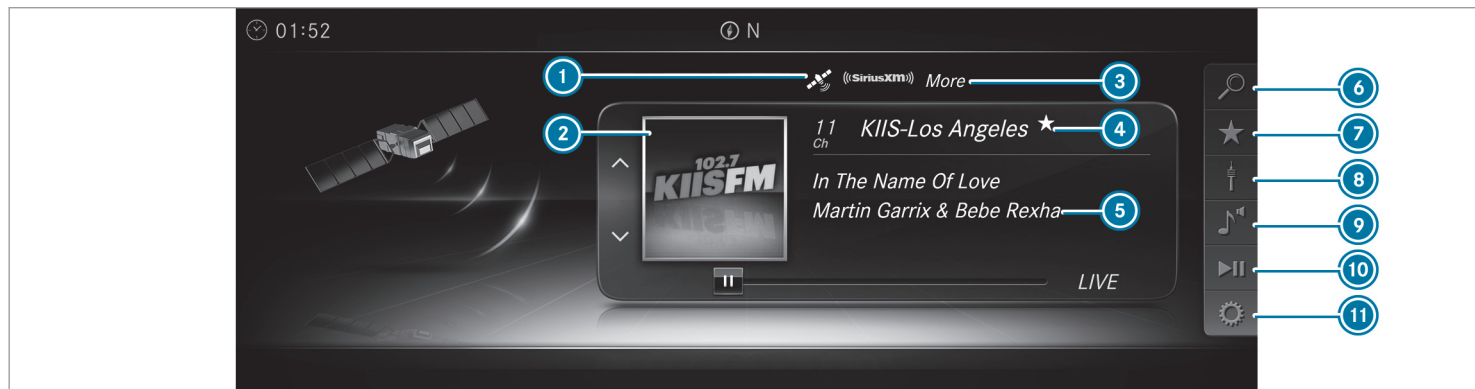 01:52
N
1
((SiriusXM))
More
3
2
11
Ch
KIIS-Los Angeles
4
102.7
KIISFM
In The Name Of Love
Martin Garrix & Bebe Rexha
5
LIVE
6
7
8
9
10
11